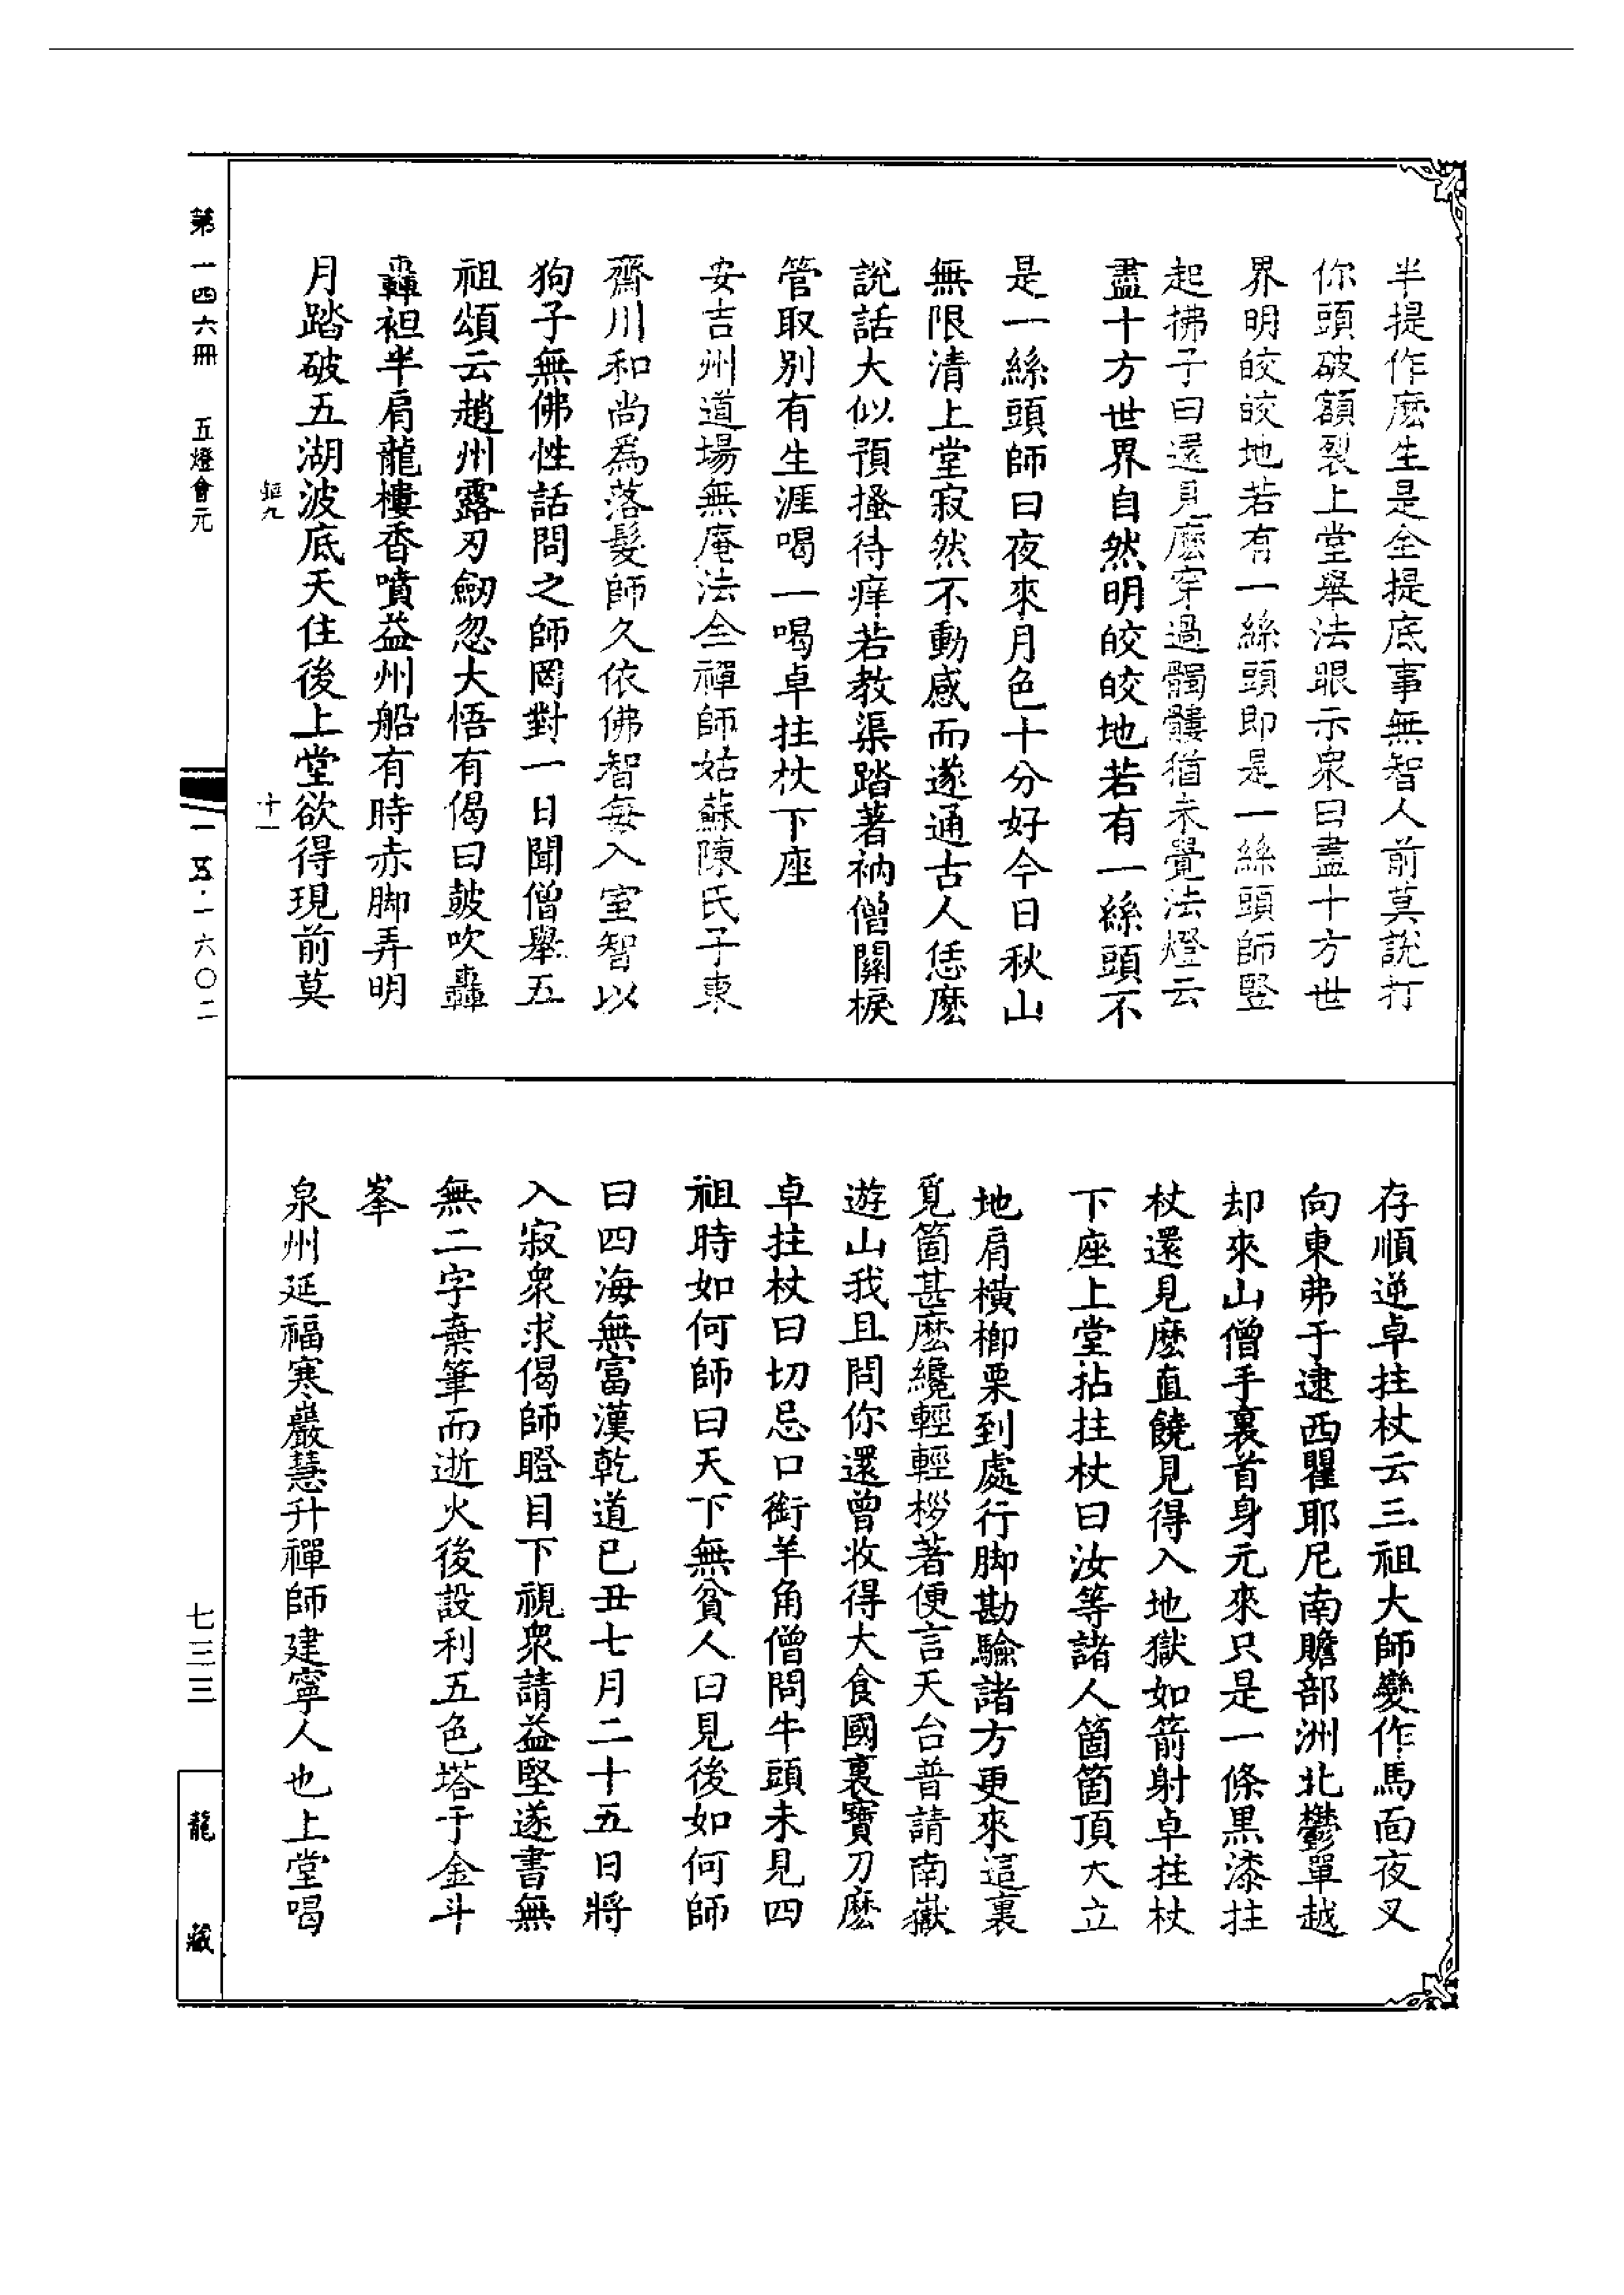 半提作麽生是全提底事無智人前莫說打
你頭破額裂上堂舉法眼示衆曰盡十方世
界明皎皎地若有一絲頭即是一絲頭師竪
起拂子曰還見麽穿過髑髏猶未覺法燈云
盡十方世界自然明皎皎地若有一絲頭不
是一絲頭師曰夜來月色十分好今日秋山
無限清上堂寂然不動感而遂通古人恁麽
說話大似預搔待痒若教渠踏著衲僧關棙
管取別有生涯喝一喝卓拄杖下座
安吉州道場無庵法全禪師姑蘇陳氏子東
齋川和尚爲落髮師久依佛智每入室智以
狗子無佛性話問之師罔對一日聞僧舉五
祖頌云趙州露刃劒忽大悟有偈曰鼓吹轟
轟袒半肩龍樓香噴益州船有時赤脚弄明
月踏破五湖波底天住後上堂欲得現前莫
存順逆卓拄杖云三祖大師變作馬面夜叉
向東弗于逮西瞿耶尼南贍部洲北鬱單越
却來山僧手裏首身元來只是一條黒漆拄
杖還見麽直饒見得入地獄如箭射卓拄杖
下座上堂拈拄杖曰汝等諸人箇箇頂大立
地肩橫楖栗到處行脚勘驗諸方更來這裏
覓箇甚麽纔輕輕拶著便言天台普請南嶽
遊山我且問你還曾收得大食國裏寶刀麽
卓拄杖曰切忌口銜羊角僧問牛頭未見四
祖時如何師曰天下無貧人曰見後如何師
曰四海無富漢乾道已丑七月二十五日將
入寂衆求偈師瞪目下視衆請益堅遂書無
無二字棄筆而逝火後設利五色塔于金斗
峯
泉州延福寒巖慧升禪師建寧人也上堂喝
九
十一
第一四六冊 五燈會元
一五·一六〇二
七三三
龍藏